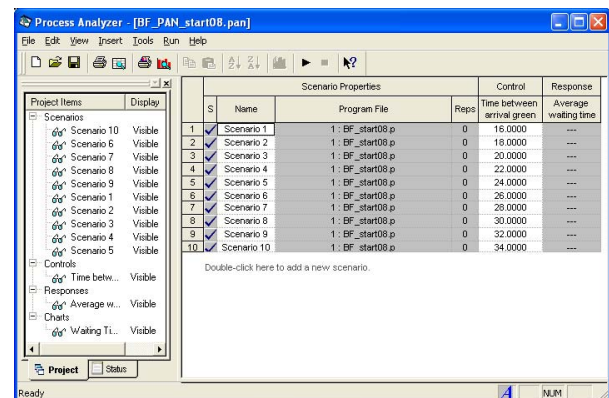 Process Analyzer - [BF_PAN_start08.pan]
File Edit View Insert Tools Run Help
Project Items Display
Scenarios
Scenario 10 Visible
Scenario 6 Visible
Scenario 7 Visible
Scenario 8 Visible
Scenario 9 Visible
Scenario 1 Visible
Scenario 2 Visible
Scenario 3 Visible
Scenario 4 Visible
Scenario 5 Visible
Controls
Time betw... Visible
Responses
Average w... Visible
Charts
Waiting Ti... Visible
Project Status
Scenario Properties Control Response
S Name Program File Reps Time between arrival green Average waiting time
1 Scenario 1 1 : BF_start08.p 0 16.0000 ---
2 Scenario 2 1 : BF_start08.p 0 18.0000 ---
3 Scenario 3 1 : BF_start08.p 0 20.0000 ---
4 Scenario 4 1 : BF_start08.p 0 22.0000 ---
5 Scenario 5 1 : BF_start08.p 0 24.0000 ---
6 Scenario 6 1 : BF_start08.p 0 26.0000 ---
7 Scenario 7 1 : BF_start08.p 0 28.0000 ---
8 Scenario 8 1 : BF_start08.p 0 30.0000 ---
9 Scenario 9 1 : BF_start08.p 0 32.0000 ---
10 Scenario 10 1 : BF_start08.p 0 34.0000 ---
Double-click here to add a new scenario.
Ready A NUM